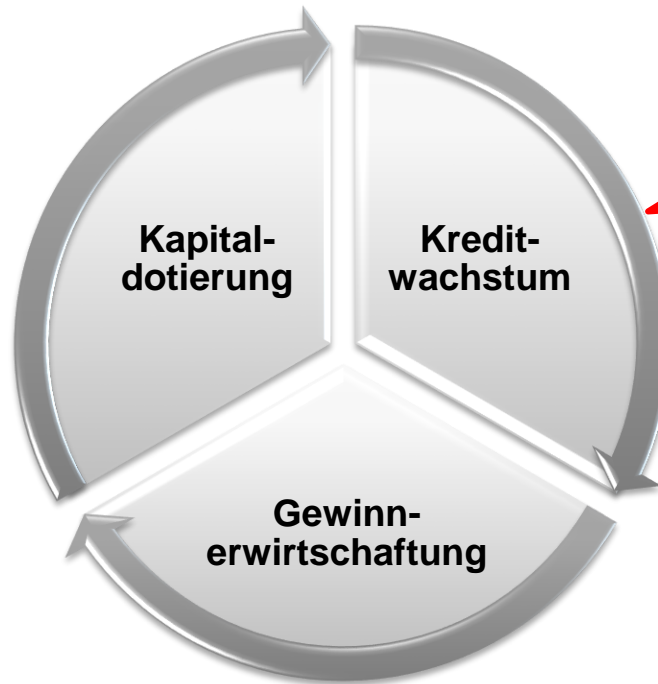 Kapital-
dotierung
Kredit-
wachstum
Gewinn-
erwirtschaftung